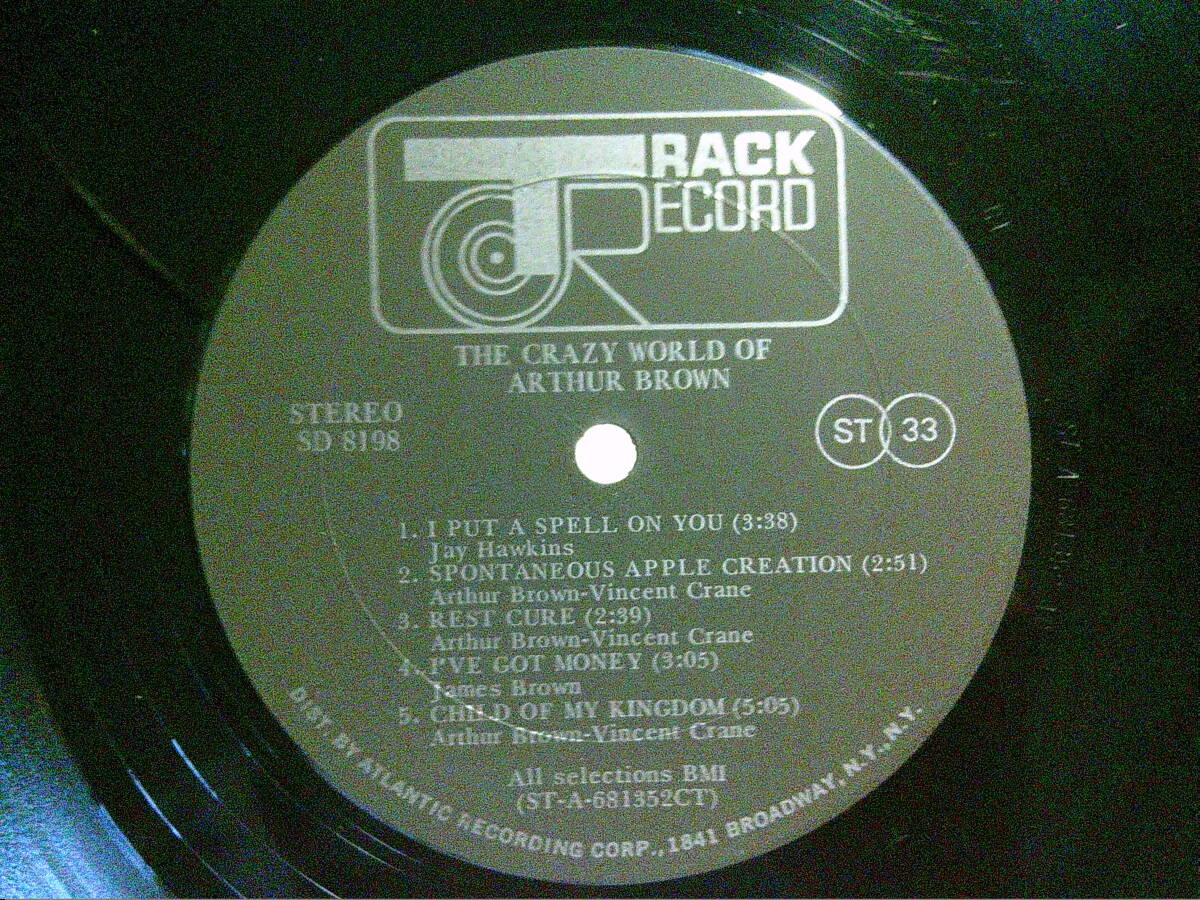 TRACK
RECORD
THE CRAZY WORLD OF
ARTHUR BROWN
STEREO
SD 8198
ST 33
1. I PUT A SPELL ON YOU (3:38)
Jay Hawkins
2. SPONTANEOUS APPLE CREATION (2:51)
Arthur Brown-Vincent Crane
3. REST CURE (2:39)
Arthur Brown-Vincent Crane
4. I'VE GOT MONEY (3:05)
James Brown
5. CHILD OF MY KINGDOM (5:05)
Arthur Brown-Vincent Crane
All selections BMI
(ST-A-681352CT)
DIST. BY ATLANTIC RECORDING CORP., 1841 BROADWAY, N.Y., N.Y.